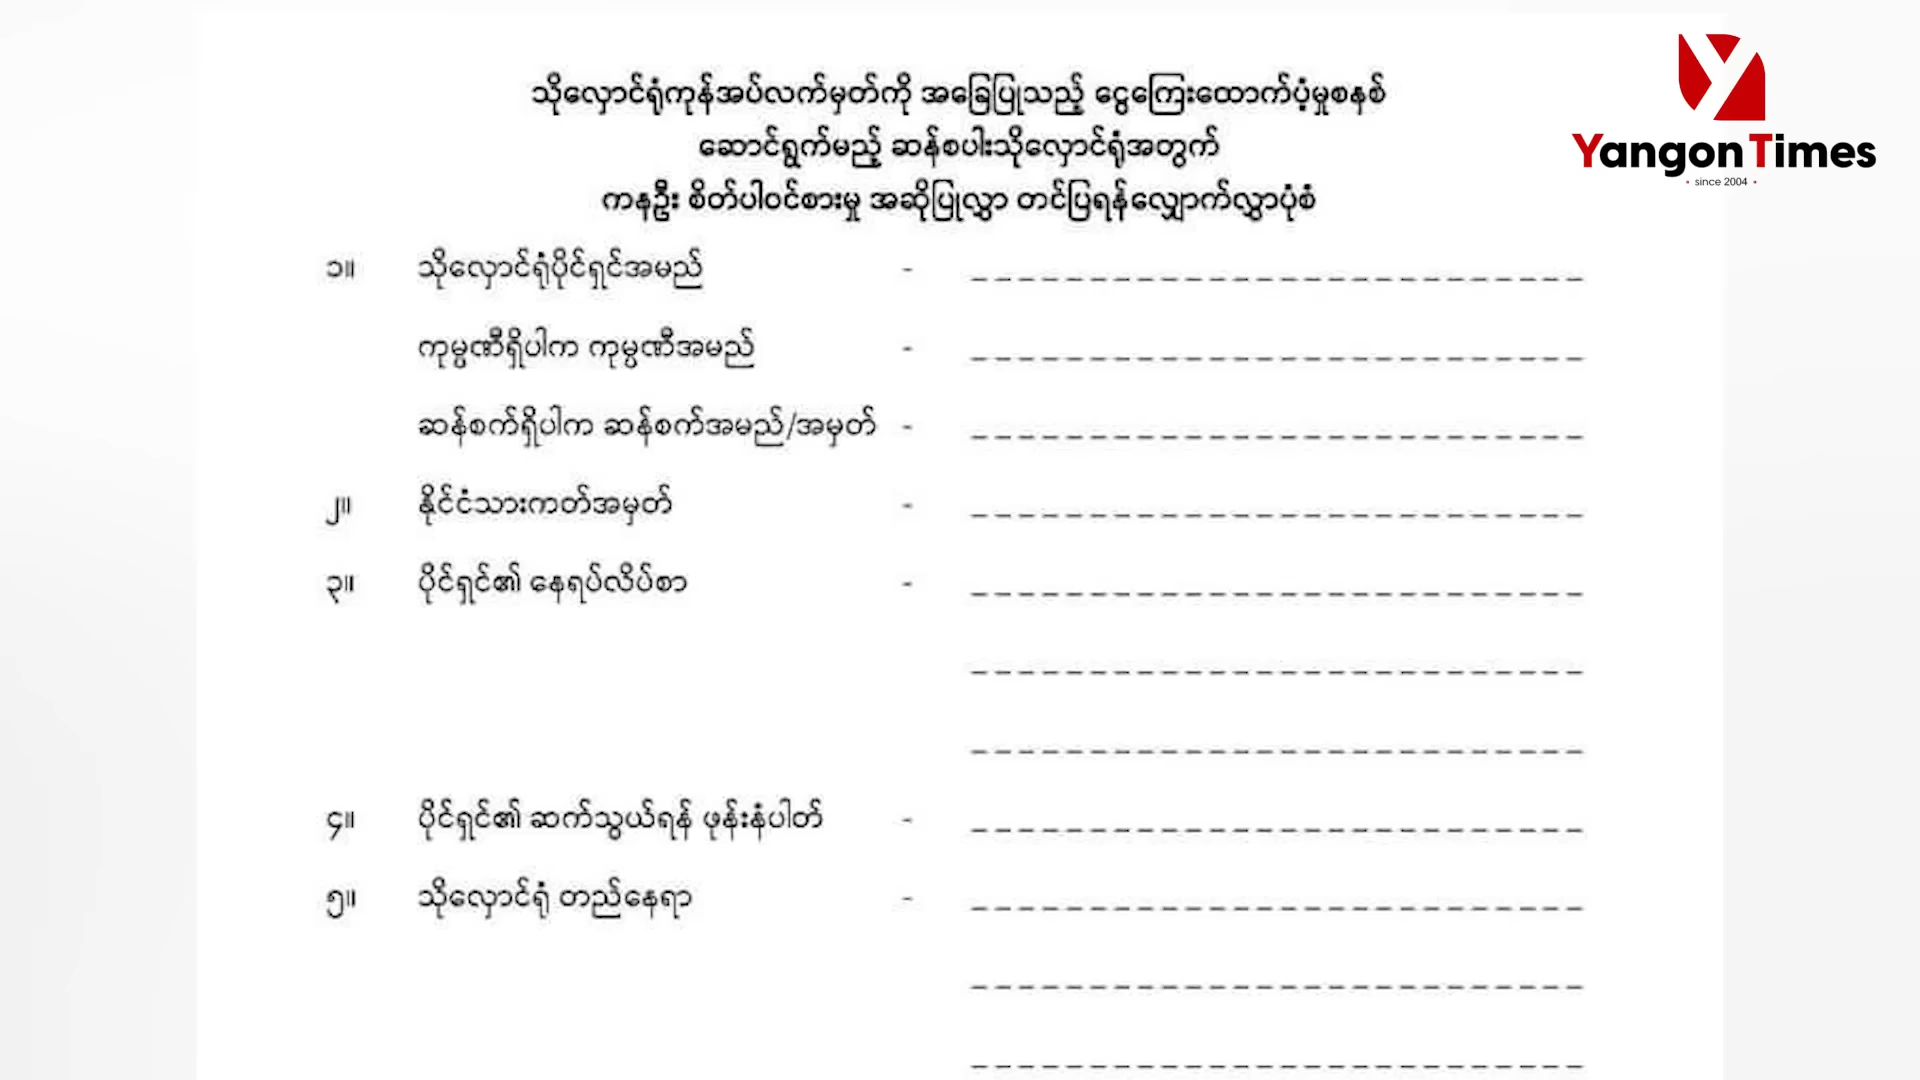 သိုလှောင်ရုံကုန်အပ်လက်မှတ်ကို အခြေပြုသည့် ငွေကြေးထောက်ပံ့မှုစနစ်
ဆောင်ရွက်မည့် ဆန်စပါးသိုလှောင်ရုံအတွက်
ကနဦး စိတ်ပါဝင်စားမှု အဆိုပြုလွှာ တင်ပြရန်လျှောက်လွှာပုံစံ
Yangon Times
• since 2004 •
၁။ သိုလှောင်ရုံပိုင်ရှင်အမည် -
ကုမ္ပဏီရှိပါက ကုမ္ပဏီအမည် -
ဆန်စက်ရှိပါက ဆန်စက်အမည်/အမှတ် -
၂။ နိုင်ငံသားကတ်အမှတ် -
၃။ ပိုင်ရှင်၏ နေရပ်လိပ်စာ -
၄။ ပိုင်ရှင်၏ ဆက်သွယ်ရန် ဖုန်းနံပါတ် -
၅။ သိုလှောင်ရုံ တည်နေရာ -